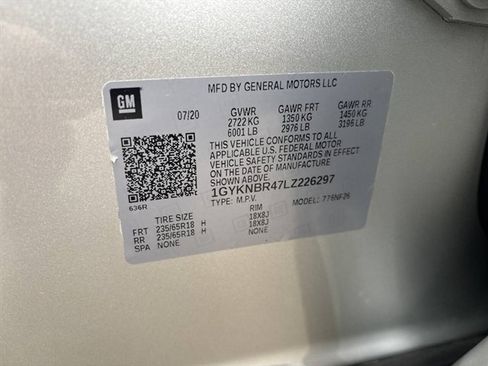 MFD BY GENERAL MOTORS LLC
GM
07/20 GVWR GAWR FRT GAWR RR
2722 KG 1350 KG 1450 KG
6001 LB 2976 LB 3196 LB
THIS VEHICLE CONFORMS TO ALL
APPLICABLE U.S. FEDERAL MOTOR
VEHICLE SAFETY STANDARDS IN EFFECT
ON THE DATE OF MANUFACTURE SHOWN ABOVE.
1GYKNBR47LZ226297
TYPE: M.P.V. MODEL: 776NF26
636R
TIRE SIZE RIM
FRT 235/65R18 H 18X8J
RR 235/65R18 H 18X8J
SPA NONE NONE